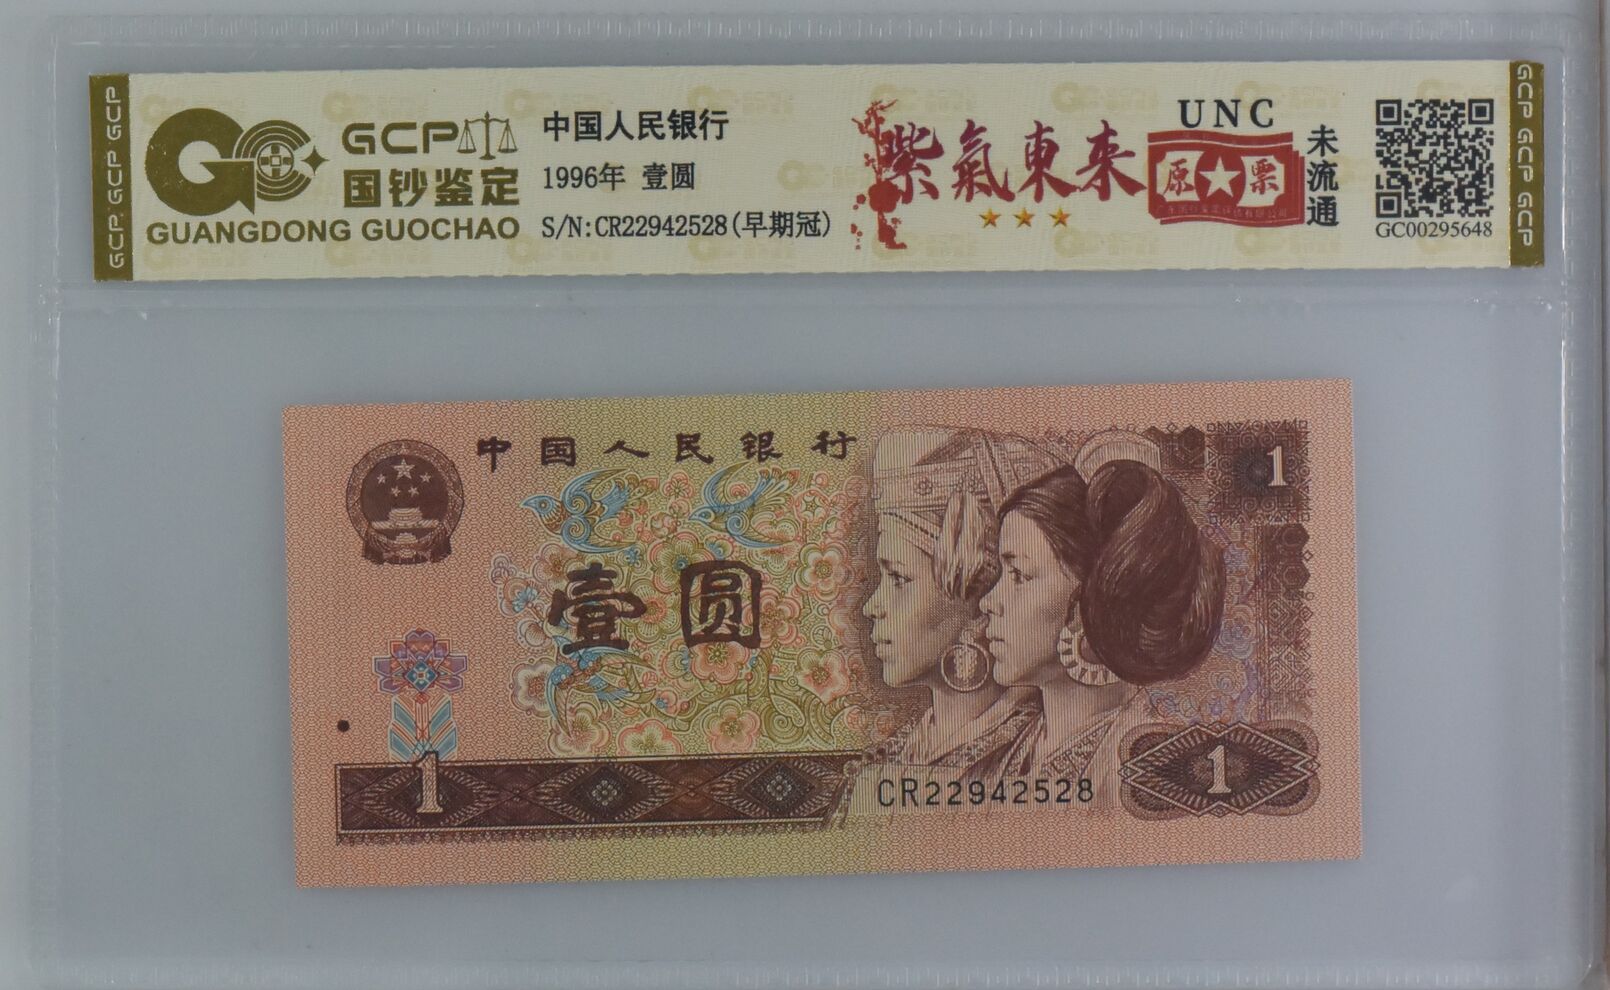 GCP GCP GCP
GCP
国钞鉴定
GUANGDONG GUOCHAO
中国人民银行
1996年 壹圆
S/N:CR22942528(早期冠)
紫氣東来
UNC
原票
未流通
GC00295648
GCP GCP GCP
中国人民银行
1
壹圆
1
CR22942528
1